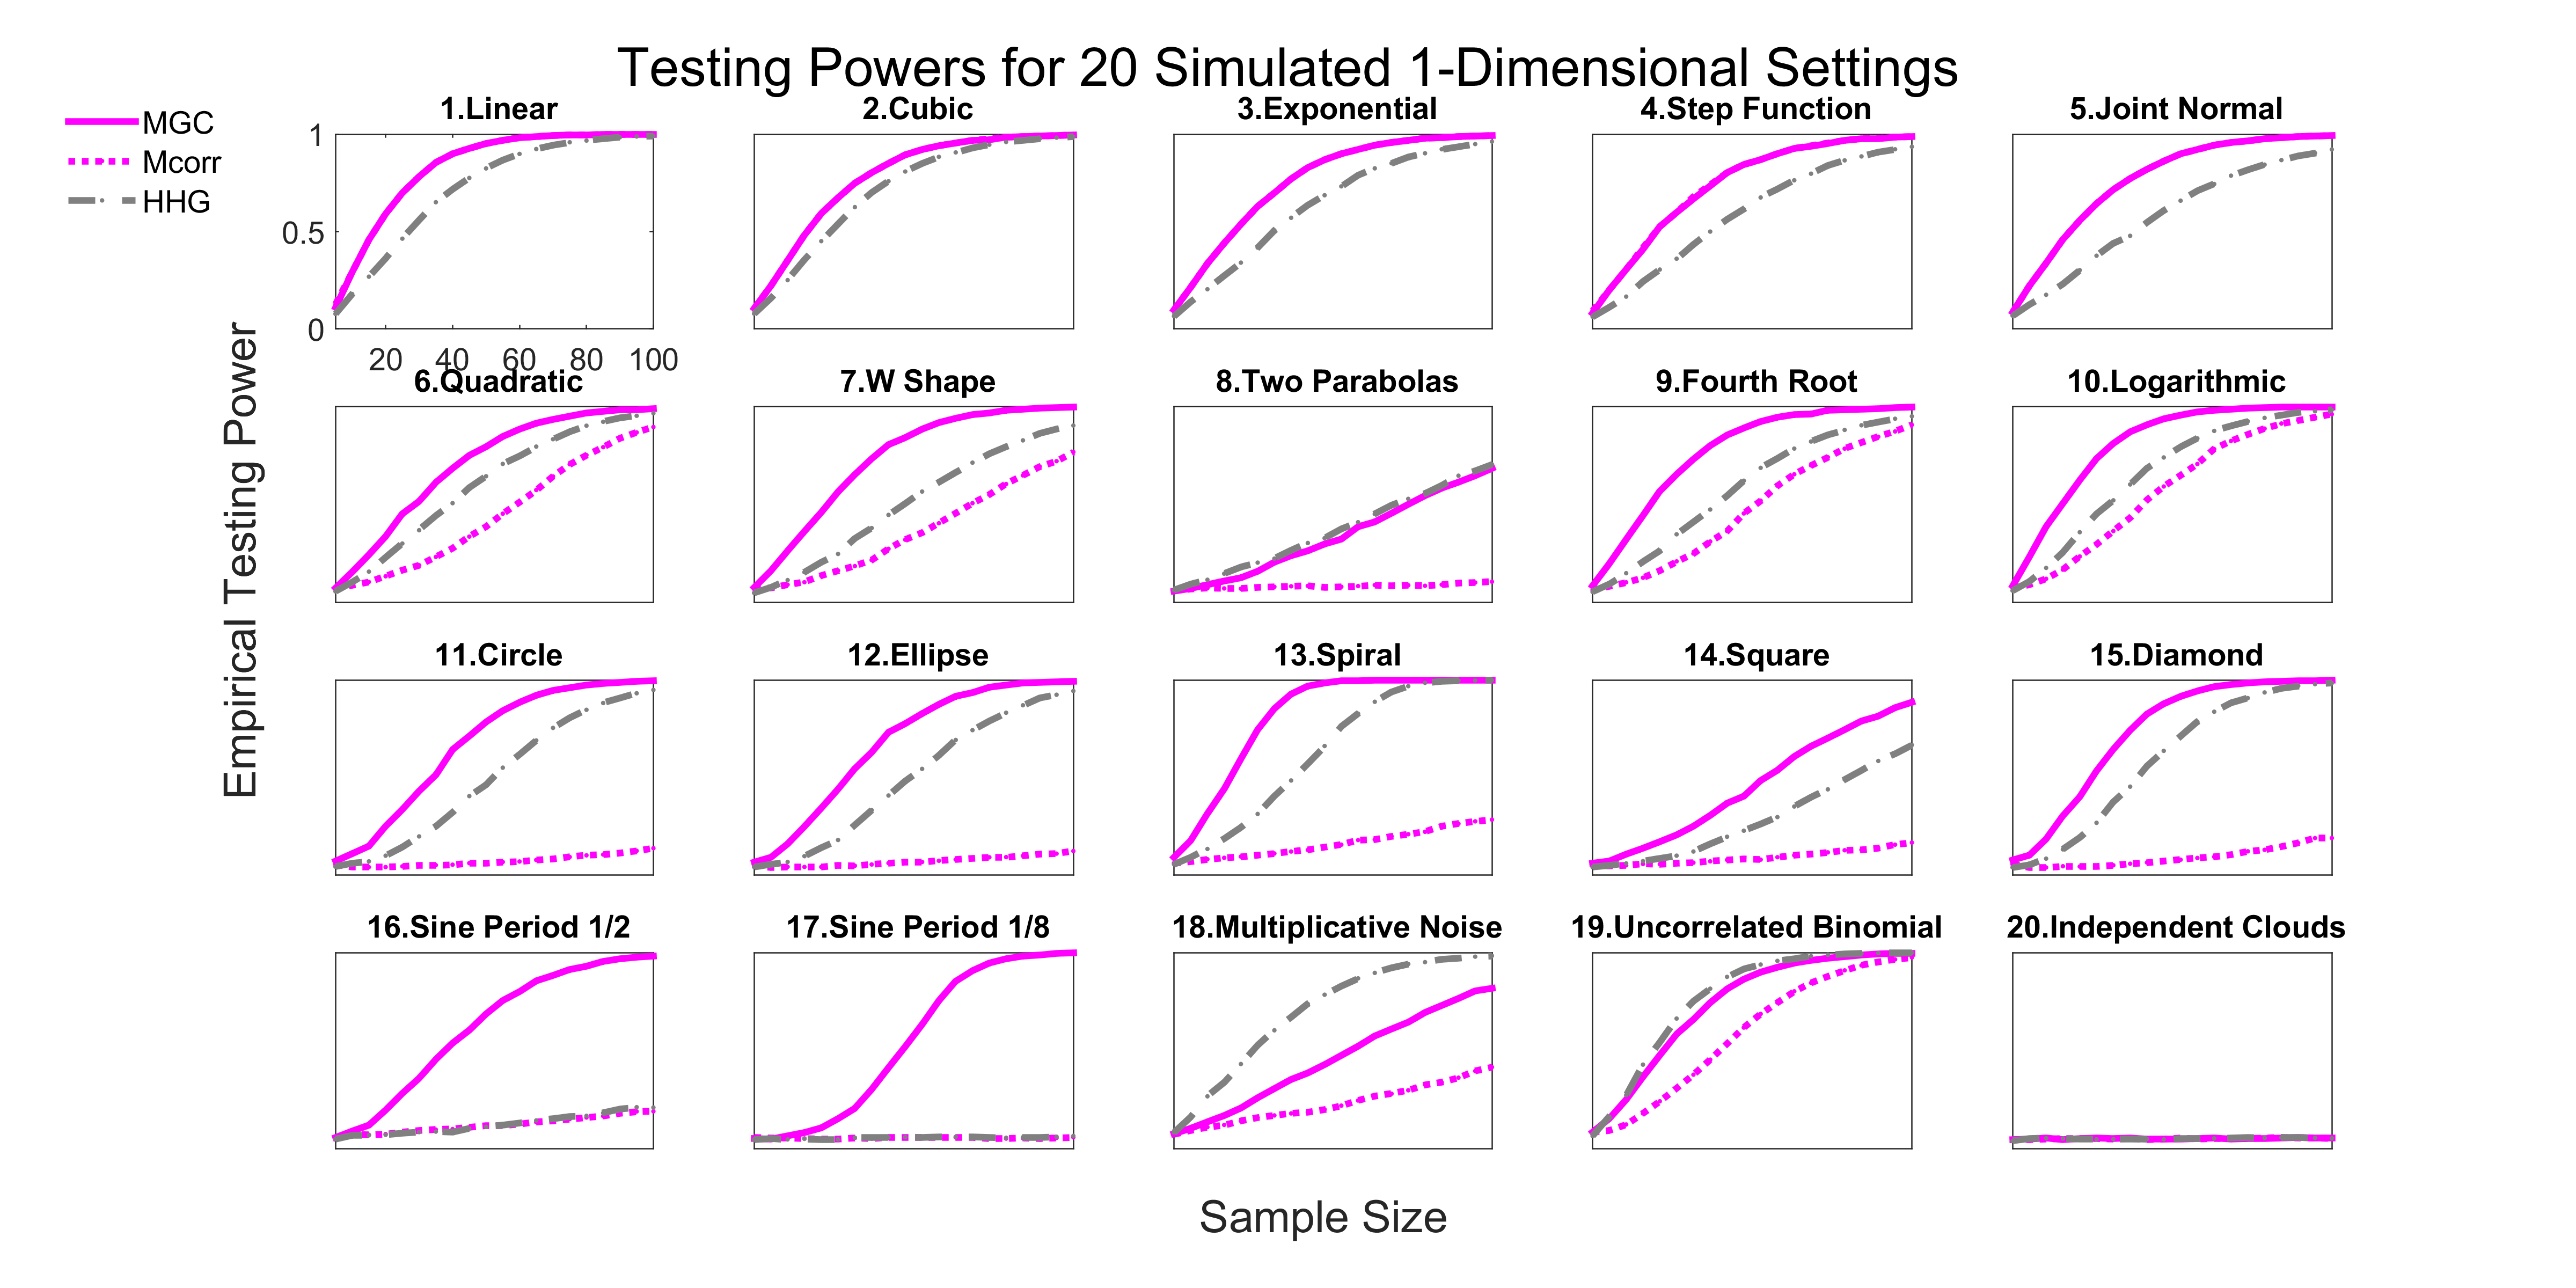 Testing Powers for 20 Simulated 1-Dimensional Settings
MGC
Mcorr
HHG
Empirical Testing Power
1.Linear
1
0.5
0
20 40 60 80 100
2.Cubic
3.Exponential
4.Step Function
5.Joint Normal
6.Quadratic
7.W Shape
8.Two Parabolas
9.Fourth Root
10.Logarithmic
11.Circle
12.Ellipse
13.Spiral
14.Square
15.Diamond
16.Sine Period 1/2
17.Sine Period 1/8
18.Multiplicative Noise
19.Uncorrelated Binomial
20.Independent Clouds
Sample Size